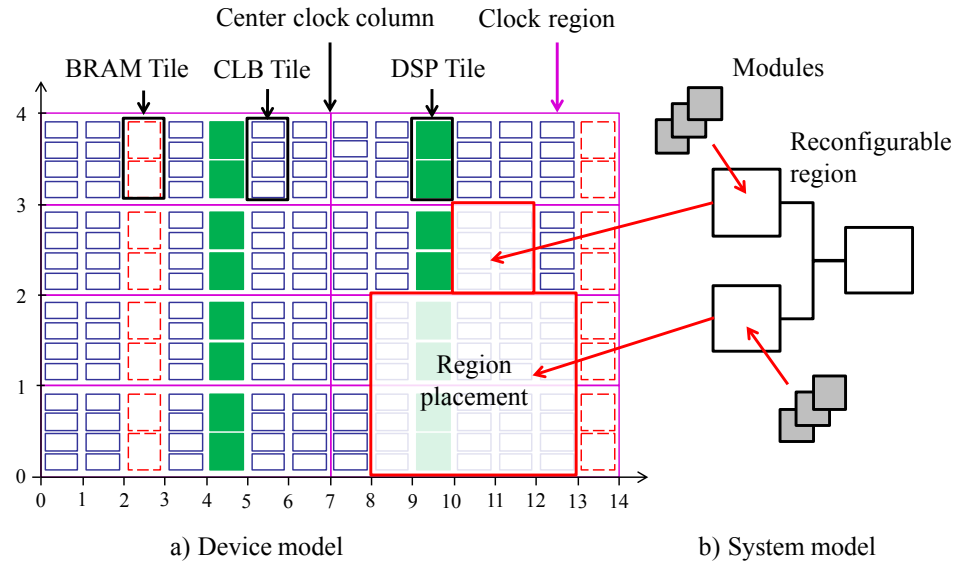 Center clock column
Clock region
BRAM Tile
CLB Tile
DSP Tile
Modules
Reconfigurable
region
4
3
2
1
0
Region
placement
0 1 2 3 4 5 6 7 8 9 10 11 12 13 14
a) Device model
b) System model